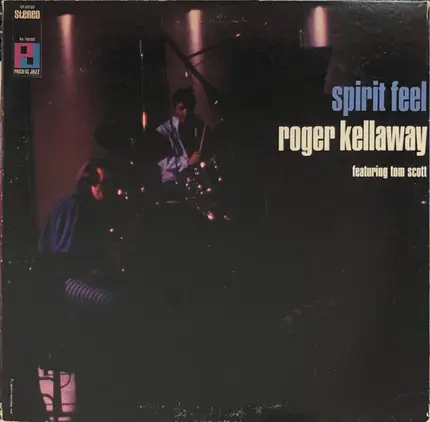 STEREO
PACIFIC JAZZ
spirit feel
roger kellaway
featuring tom scott